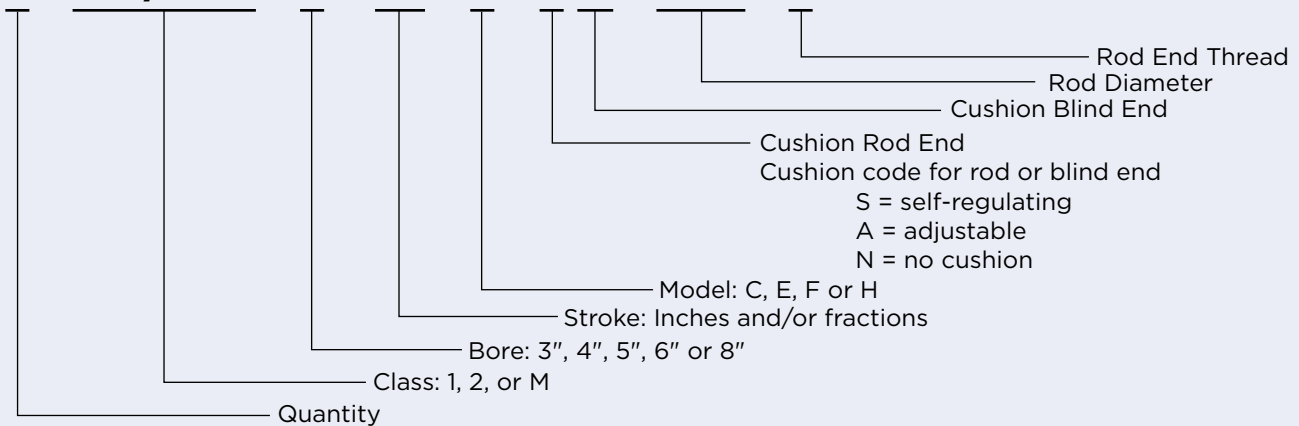 Rod End Thread
Rod Diameter
Cushion Blind End
Cushion Rod End
Cushion code for rod or blind end
S = self-regulating
A = adjustable
N = no cushion
Model: C, E, F or H
Stroke: Inches and/or fractions
Bore: 3", 4", 5", 6" or 8"
Class: 1, 2, or M
Quantity